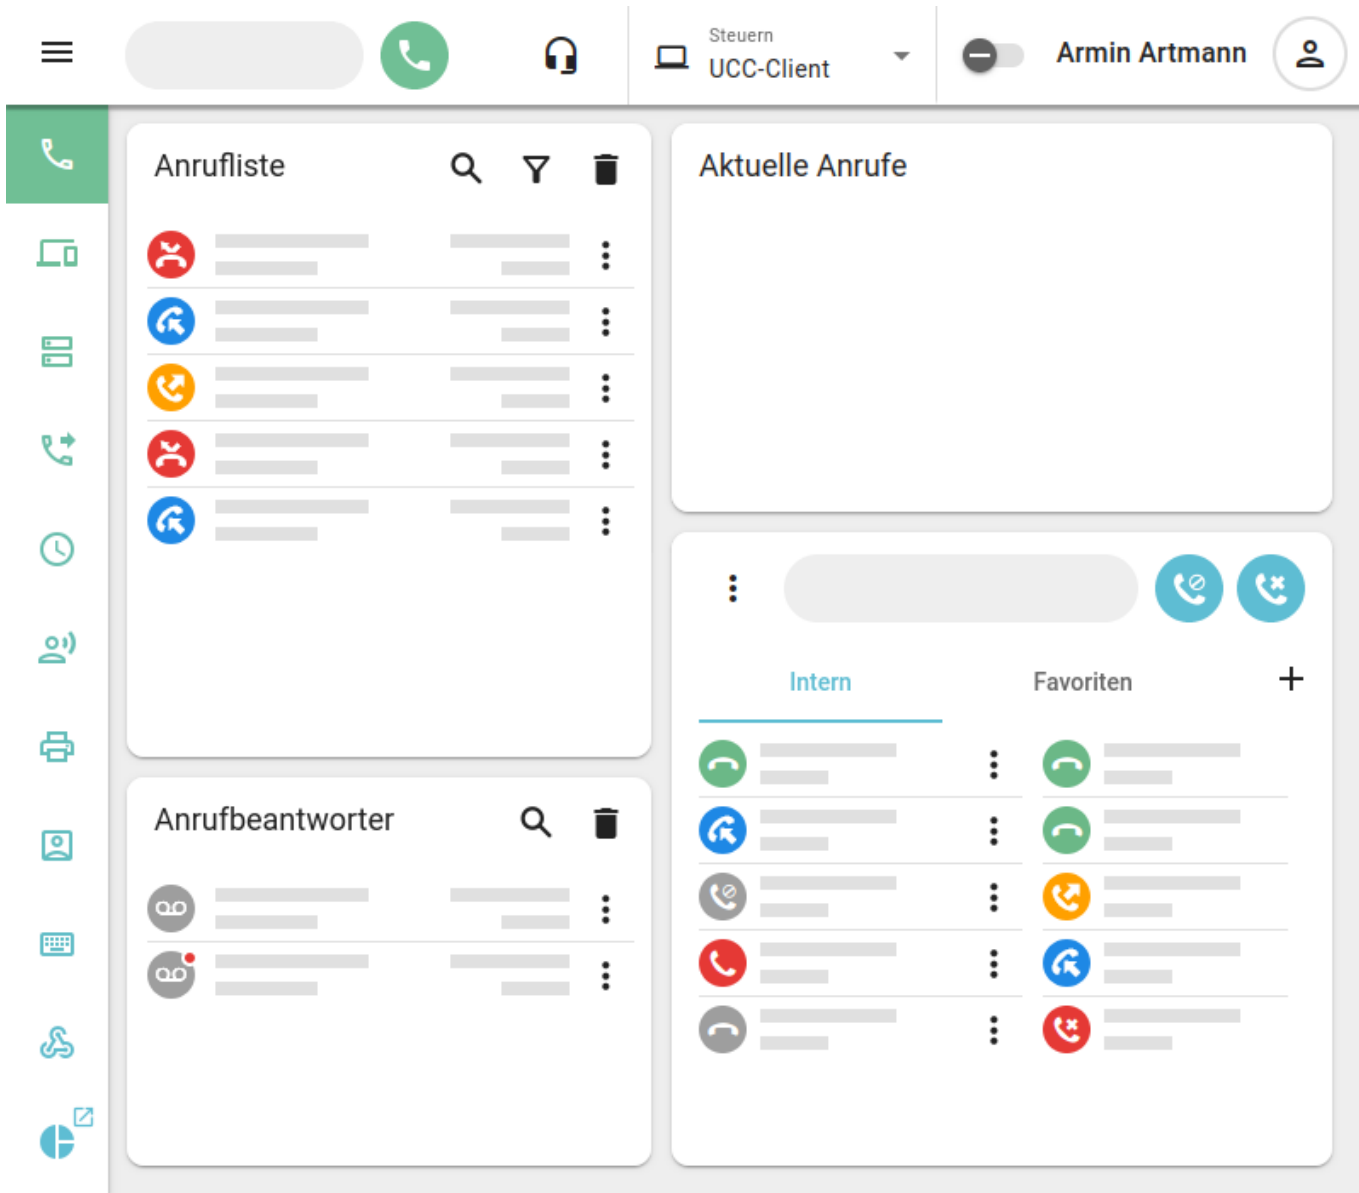 Steuern
UCC-Client
Armin Artmann
Anrufliste
Aktuelle Anrufe
Intern
Favoriten
Anrufbeantworter